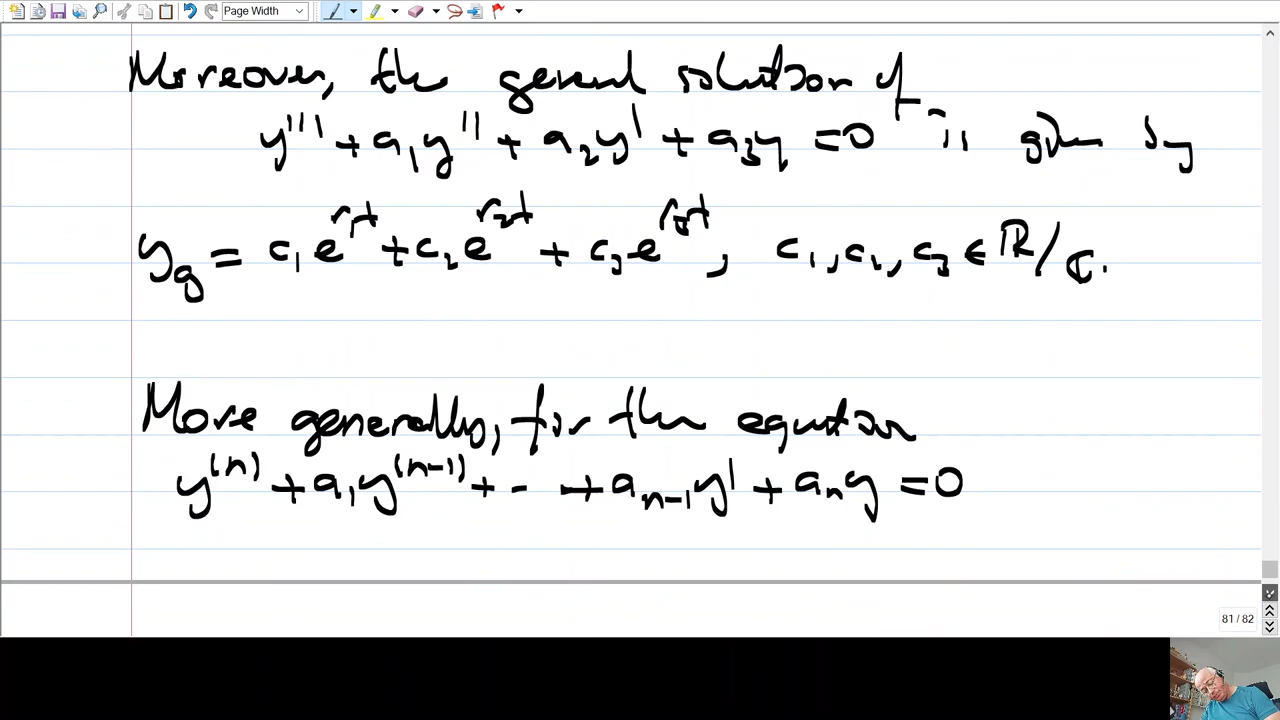 Page Width
Moreover, the general solution of
y''' + a₁y'' + a₂y' + a₃y = 0 is given by
y_g = c₁e^{r₁t} + c₂e^{r₂t} + c₃e^{r₃t}, c₁, c₂, c₃ ∈ ℝ/ℂ.
More generally, for the equation
y^{(n)} + a₁y^{(n-1)} + - + a_{n-1}y' + a_n y = 0
81 / 82